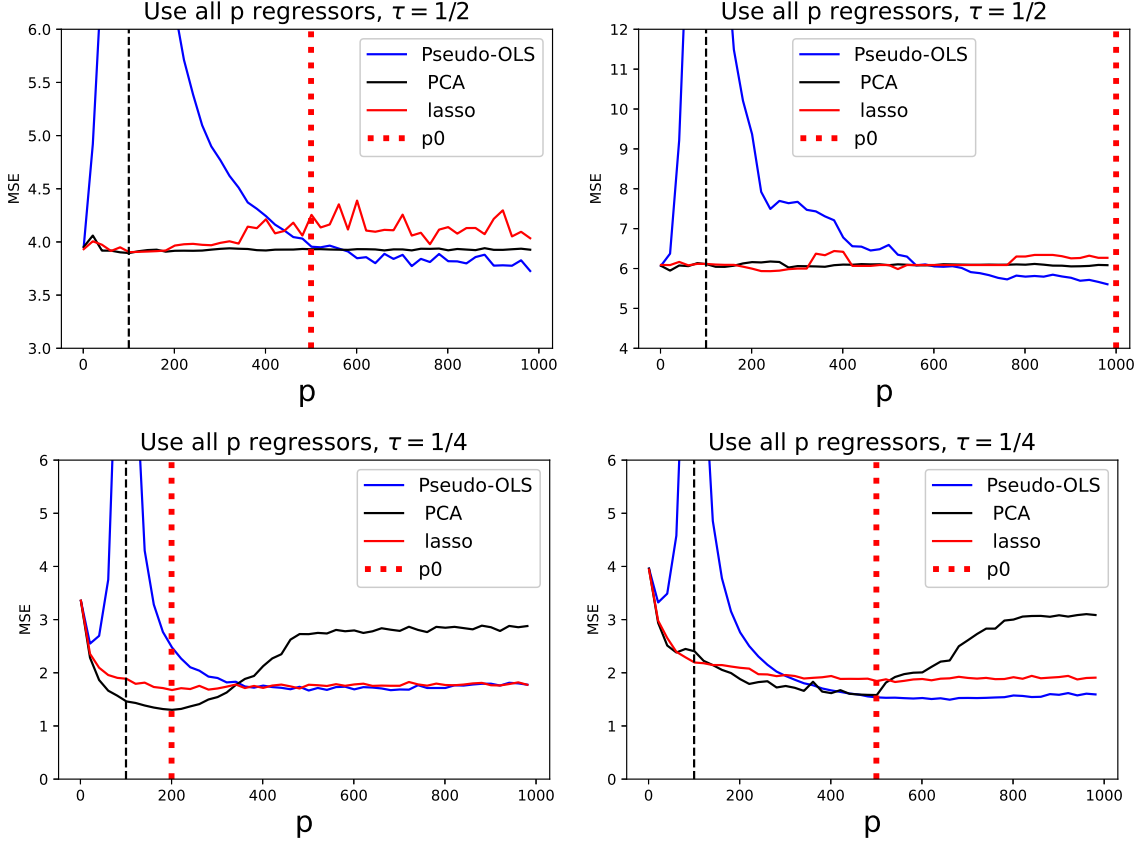 Use all p regressors, τ = 1/2
MSE
6.0
5.5
5.0
4.5
4.0
3.5
3.0
Pseudo-OLS
PCA
lasso
p0
0 200 400 600 800 1000
p
Use all p regressors, τ = 1/2
MSE
12
11
10
9
8
7
6
5
4
Pseudo-OLS
PCA
lasso
p0
0 200 400 600 800 1000
p
Use all p regressors, τ = 1/4
MSE
6
5
4
3
2
1
0
Pseudo-OLS
PCA
lasso
p0
0 200 400 600 800 1000
p
Use all p regressors, τ = 1/4
MSE
6
5
4
3
2
1
0
Pseudo-OLS
PCA
lasso
p0
0 200 400 600 800 1000
p